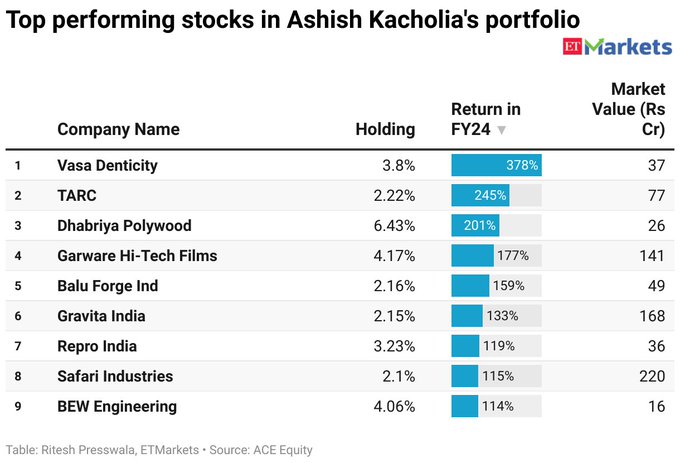 Top performing stocks in Ashish Kacholia's portfolio
ET Markets
Company Name Holding Return in FY24 ▼ Market Value (Rs Cr)
1 Vasa Denticity 3.8% 378% 37
2 TARC 2.22% 245% 77
3 Dhabriya Polywood 6.43% 201% 26
4 Garware Hi-Tech Films 4.17% 177% 141
5 Balu Forge Ind 2.16% 159% 49
6 Gravita India 2.15% 133% 168
7 Repro India 3.23% 119% 36
8 Safari Industries 2.1% 115% 220
9 BEW Engineering 4.06% 114% 16
Table: Ritesh Presswala, ETMarkets • Source: ACE Equity